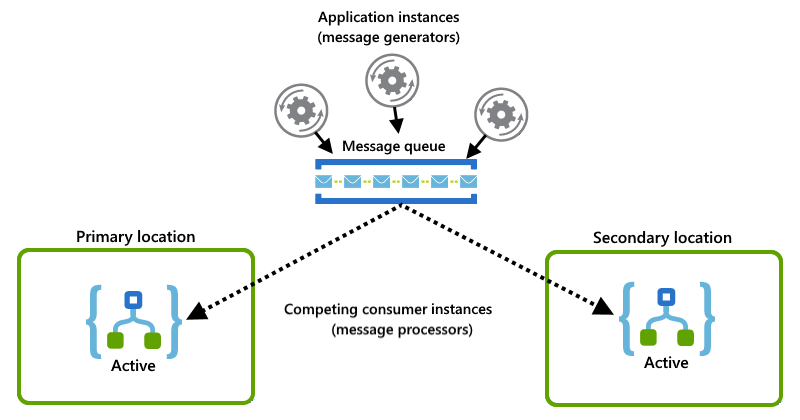 Application instances
(message generators)
Message queue
Primary location
Secondary location
Competing consumer instances
(message processors)
Active
Active